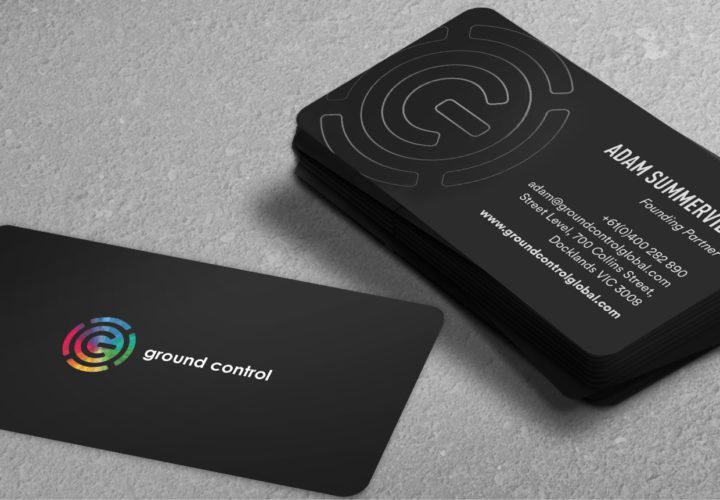 ADAM SUMMERVI
Founding Partner
+61(0)400 282 890
adam@groundcontrolglobal.com
Street Level, 700 Collins Street,
Docklands VIC 3008
www.groundcontrolglobal.com
ground control